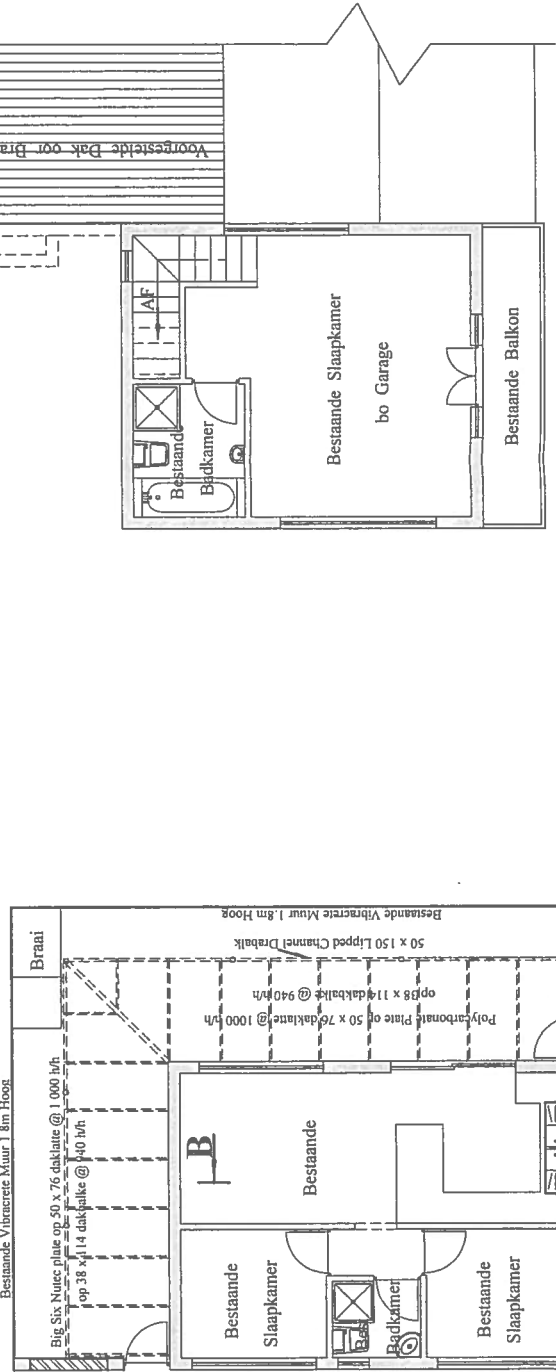 Voorgestelde Dak oor Bra
AF
Bestaand
Badkamer
Bestaande Slaapkamer
bo Garage
Bestaande Balkon
Bestaande Vibracrete Muur 1 8m Hoog
Braai
Big Six Nutec plate op 50 x 76 daklatte @ 1 000 h/h
op 38 x 114 dakbalke @ 940 h/h
Bestaande Vibracrete Muur 1.8m Hoog
50 x 150 Lipped Channel Drabalk
op 38 x 114 dakbalke @ 940 h/h
Polycarbonate Plate op 50 x 76 daklatte @ 1000 h/h
B
Bestaande
Bestaande
Slaapkamer
Bes
Badkamer
Bestaande
Slaapkamer